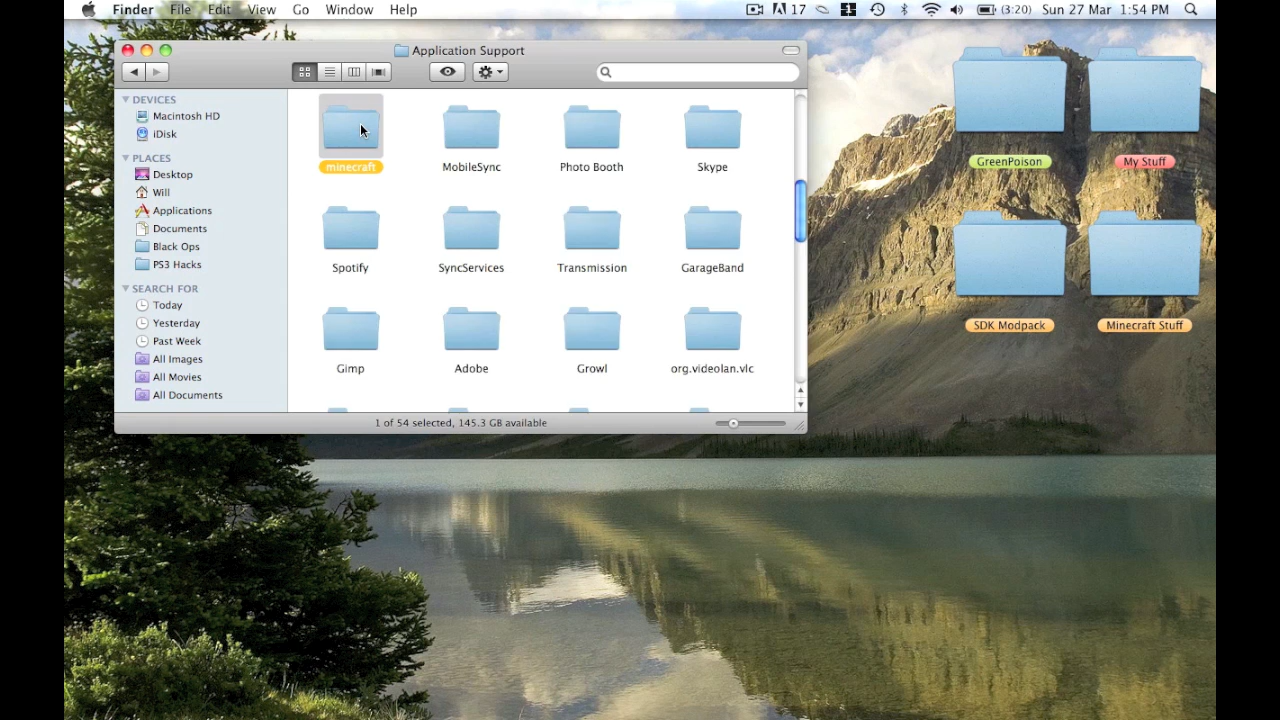 Finder File Edit View Go Window Help 17 (3:20) Sun 27 Mar 1:54 PM
Application Support
DEVICES
Macintosh HD
iDisk
PLACES
Desktop
Will
Applications
Documents
Black Ops
PS3 Hacks
SEARCH FOR
Today
Yesterday
Past Week
All Images
All Movies
All Documents
minecraft MobileSync Photo Booth Skype
Spotify SyncServices Transmission GarageBand
Gimp Adobe Growl org.videolan.vlc
1 of 54 selected, 145.3 GB available
GreenPoison My Stuff
SDK Modpack Minecraft Stuff